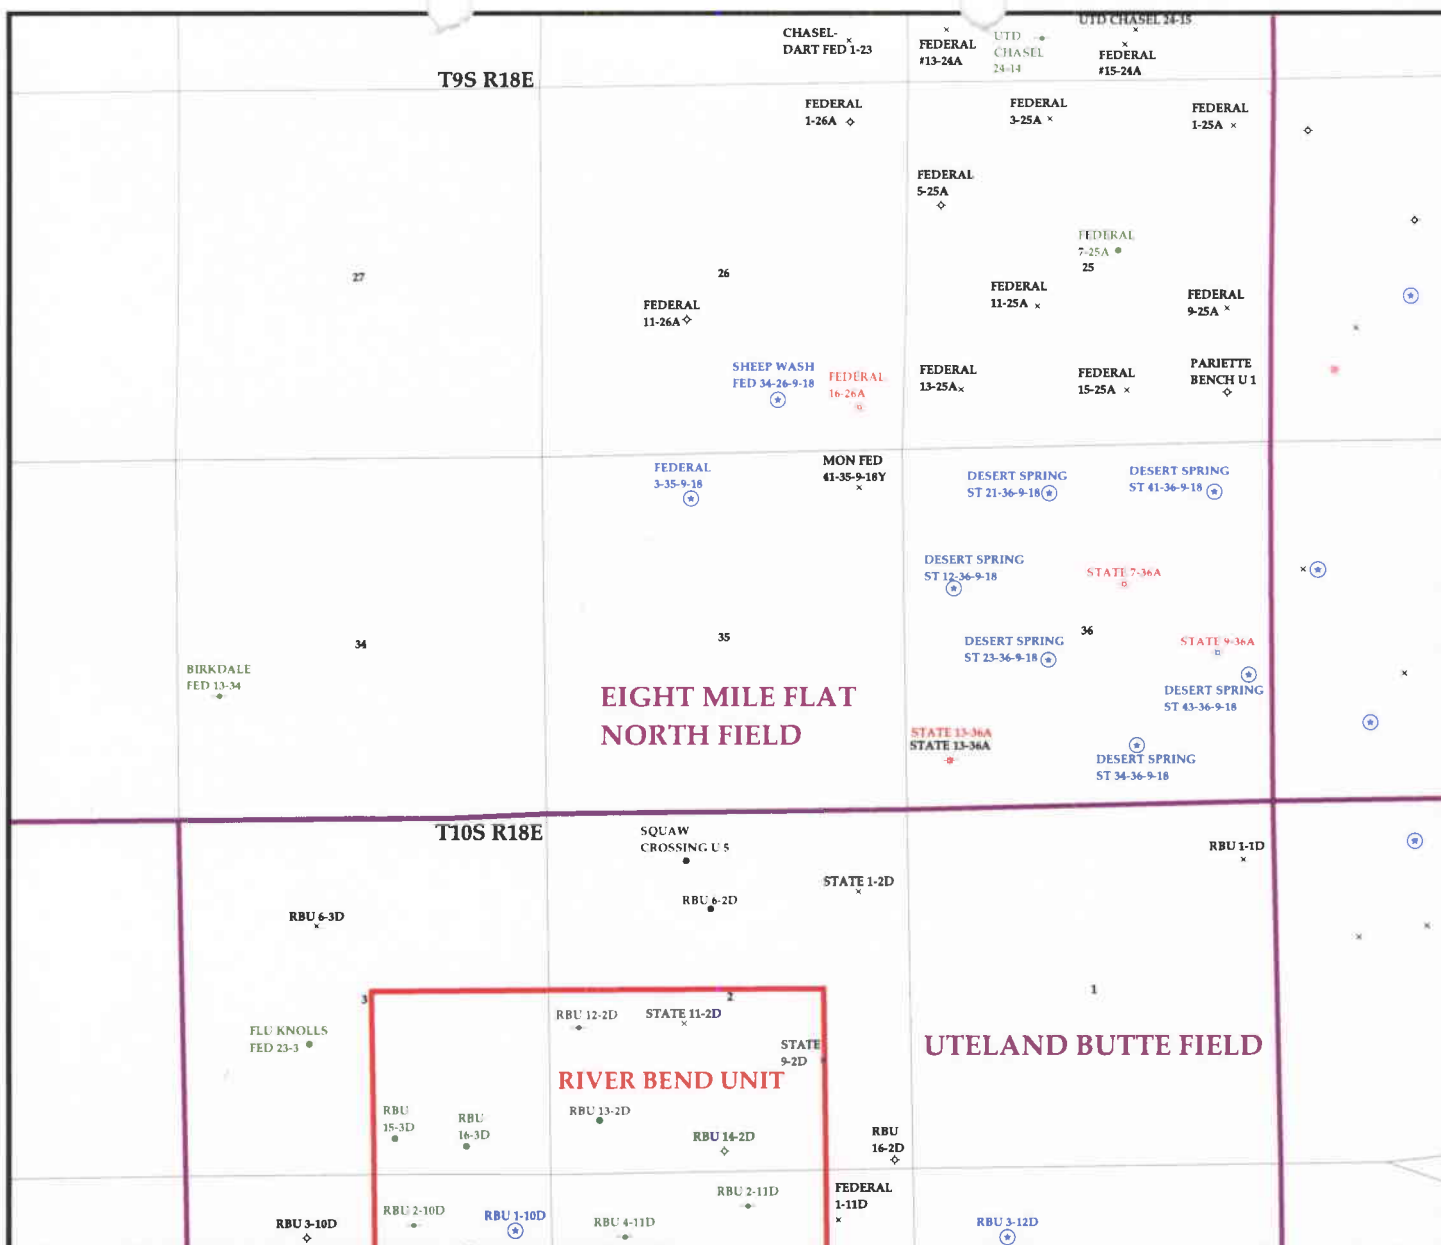 UTD CHASEL 24-15
CHASEL-
DART FED 1-23
FEDERAL
#13-24A
UTD
CHASEL
24-14
FEDERAL
#15-24A
T9S R18E
FEDERAL
1-26A
FEDERAL
3-25A
FEDERAL
1-25A
FEDERAL
5-25A
FEDERAL
7-25A
25
27
26
FEDERAL
11-26A
FEDERAL
11-25A
FEDERAL
9-25A
SHEEP WASH
FED 34-26-9-18
FEDERAL
16-26A
FEDERAL
13-25A
FEDERAL
15-25A
PARIETTE
BENCH U 1
FEDERAL
3-35-9-18
MON FED
41-35-9-18Y
DESERT SPRING
ST 21-36-9-18
DESERT SPRING
ST 41-36-9-18
DESERT SPRING
ST 12-36-9-18
STATE 7-36A
34
35
36
DESERT SPRING
ST 23-36-9-18
STATE 9-36A
BIRKDALE
FED 13-34
DESERT SPRING
ST 43-36-9-18
EIGHT MILE FLAT
NORTH FIELD
STATE 13-36A
STATE 13-36A
DESERT SPRING
ST 34-36-9-18
T10S R18E
SQUAW
CROSSING U 5
RBU 1-1D
STATE 1-2D
RBU 6-2D
RBU 6-3D
3
2
1
RBU 12-2D
STATE 11-2D
FLU KNOLLS
FED 23-3
STATE
9-2D
UTELAND BUTTE FIELD
RIVER BEND UNIT
RBU
15-3D
RBU
16-3D
RBU 13-2D
RBU 14-2D
RBU
16-2D
RBU 2-11D
FEDERAL
1-11D
RBU 3-10D
RBU 2-10D
RBU 1-10D
RBU 4-11D
RBU 3-12D